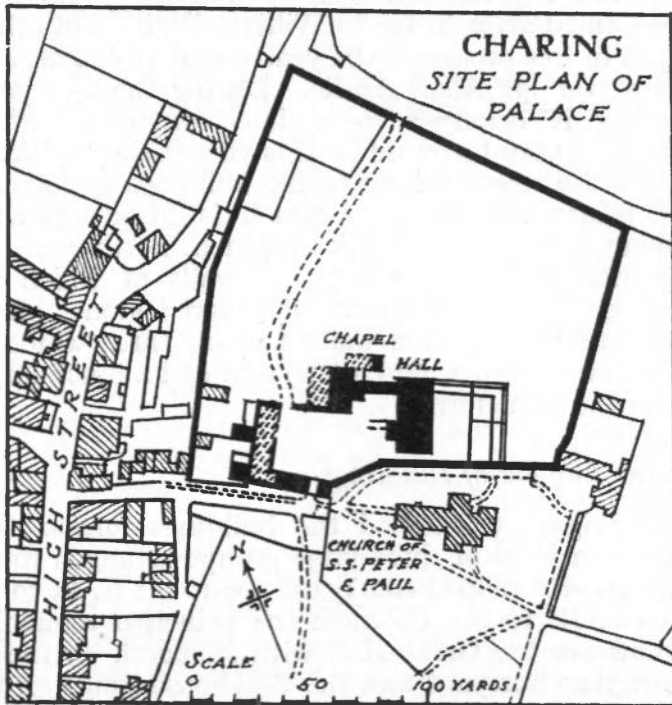 CHARING
SITE PLAN OF
PALACE
CHAPEL
HALL
HIGH STREET
CHURCH OF
S.S. PETER
& PAUL
N
SCALE
0 50 100 YARDS